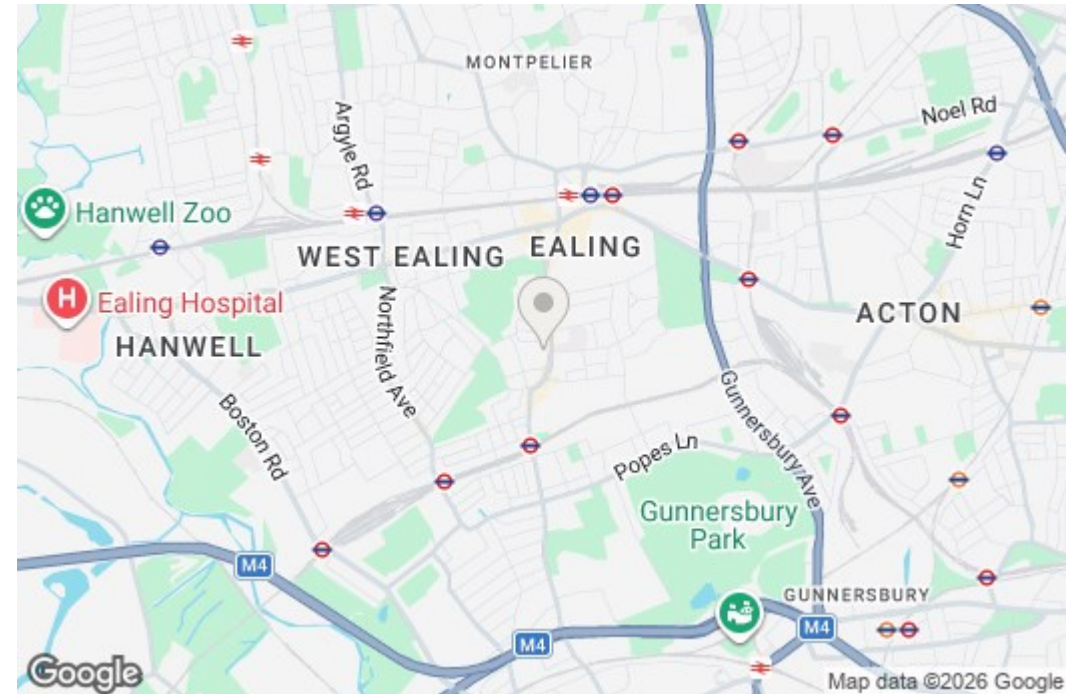 MONTPELIER
Noel Rd
Argyle Rd
Horn Ln
Hanwell Zoo
WEST EALING
EALING
H
Ealing Hospital
ACTON
HANWELL
Northfield Ave
Gunnersbury Ave
Boston Rd
Popes Ln
Gunnersbury
Park
M4
GUNNERSBURY
M4
M4
Google
Map data ©2026 Google